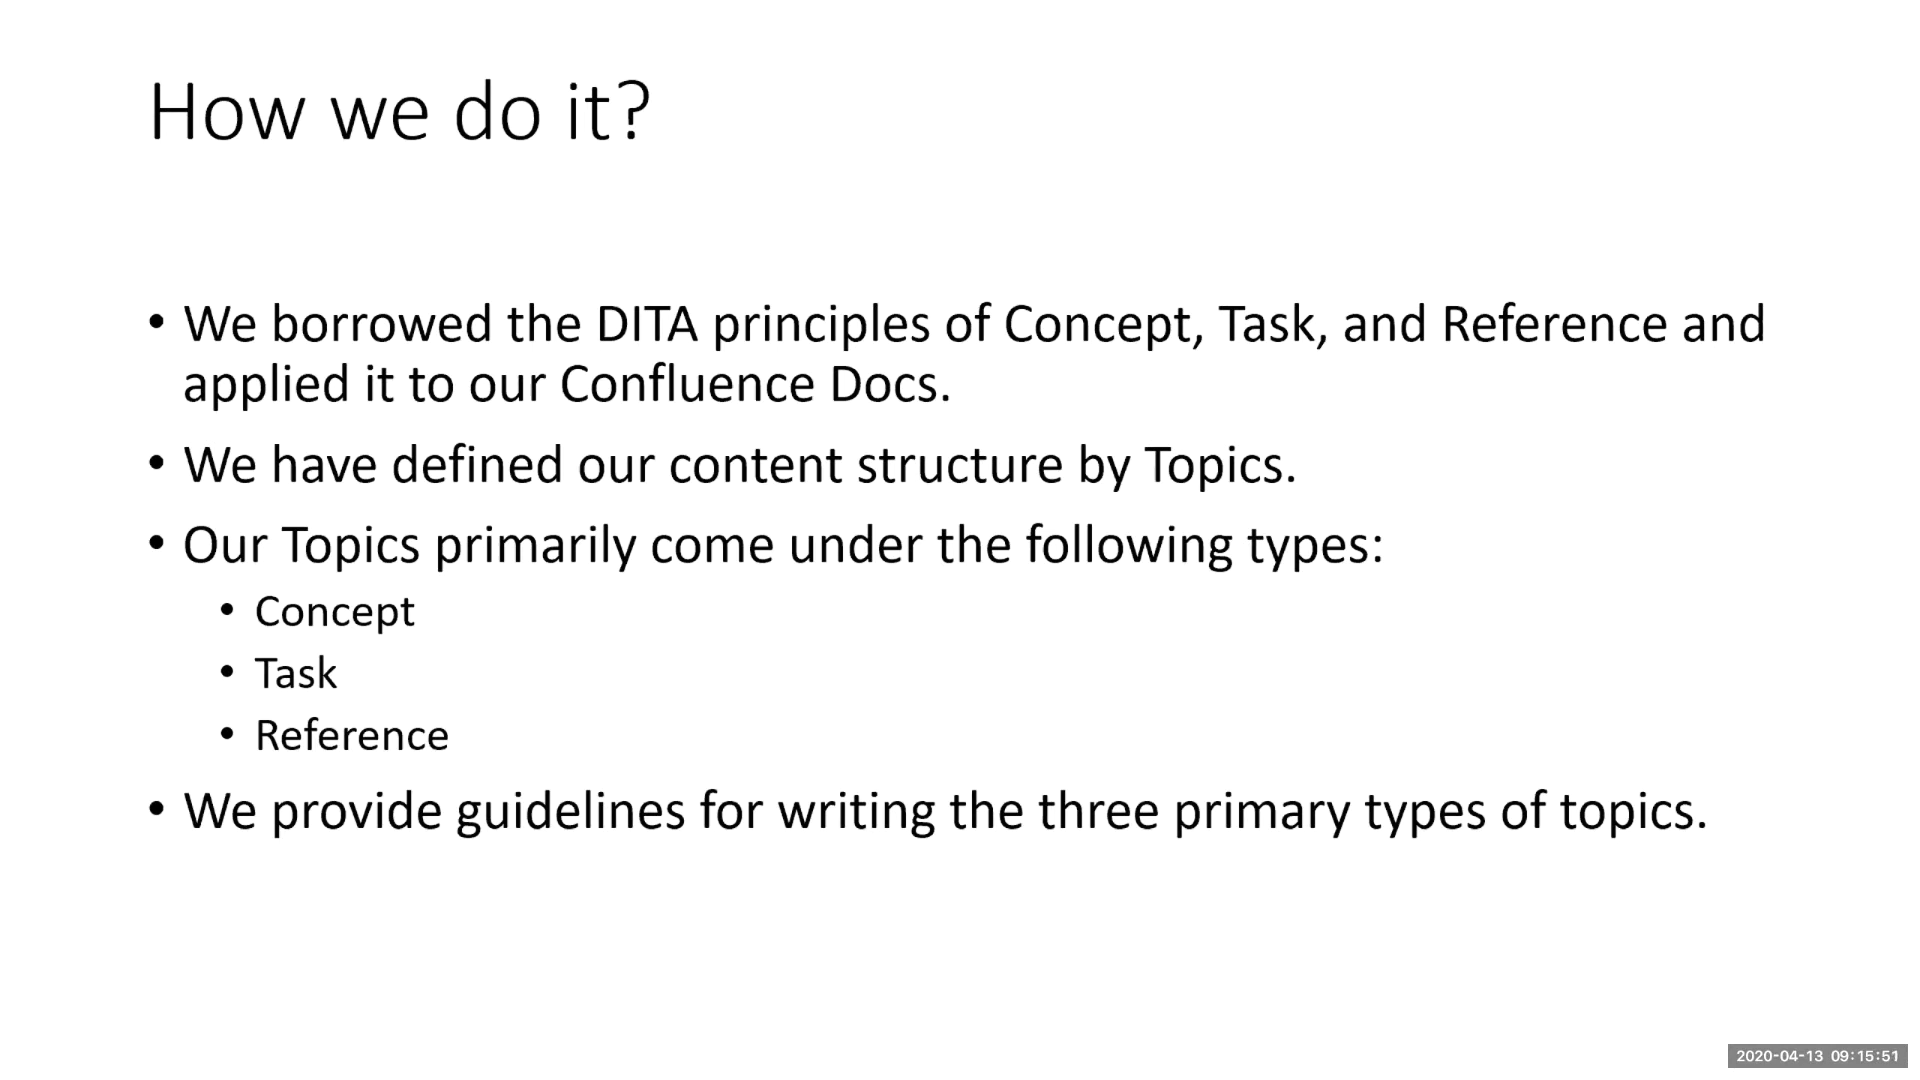 How we do it?
• We borrowed the DITA principles of Concept, Task, and Reference and
applied it to our Confluence Docs.
• We have defined our content structure by Topics.
• Our Topics primarily come under the following types:
• Concept
• Task
• Reference
• We provide guidelines for writing the three primary types of topics.
2020-04-13 09:15:51